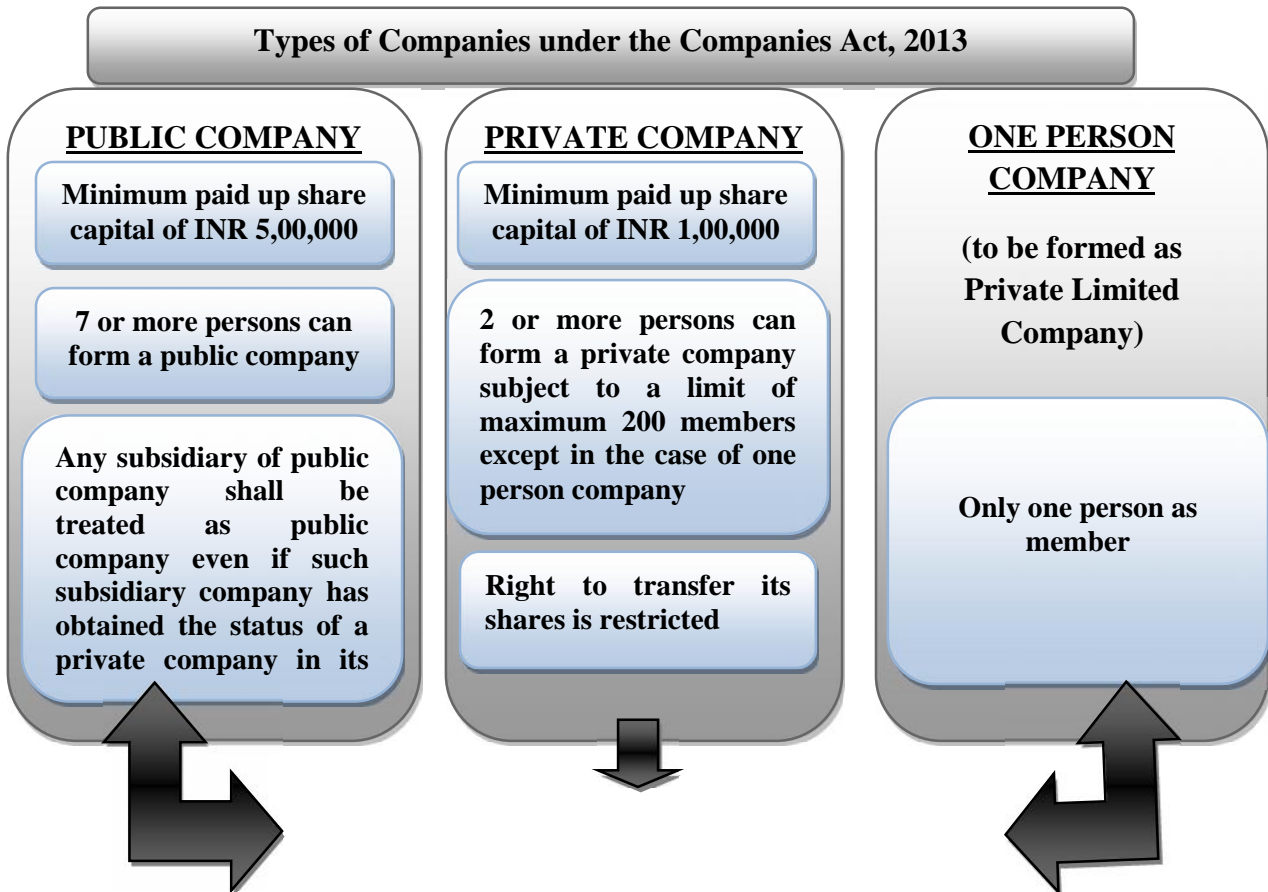 Types of Companies under the Companies Act, 2013
PUBLIC COMPANY
Minimum paid up share
capital of INR 5,00,000
7 or more persons can
form a public company
Any subsidiary of public
company shall be
treated as public
company even if such
subsidiary company has
obtained the status of a
private company in its
PRIVATE COMPANY
Minimum paid up share
capital of INR 1,00,000
2 or more persons can
form a private company
subject to a limit of
maximum 200 members
except in the case of one
person company
Right to transfer its
shares is restricted
ONE PERSON
COMPANY
(to be formed as
Private Limited
Company)
Only one person as
member